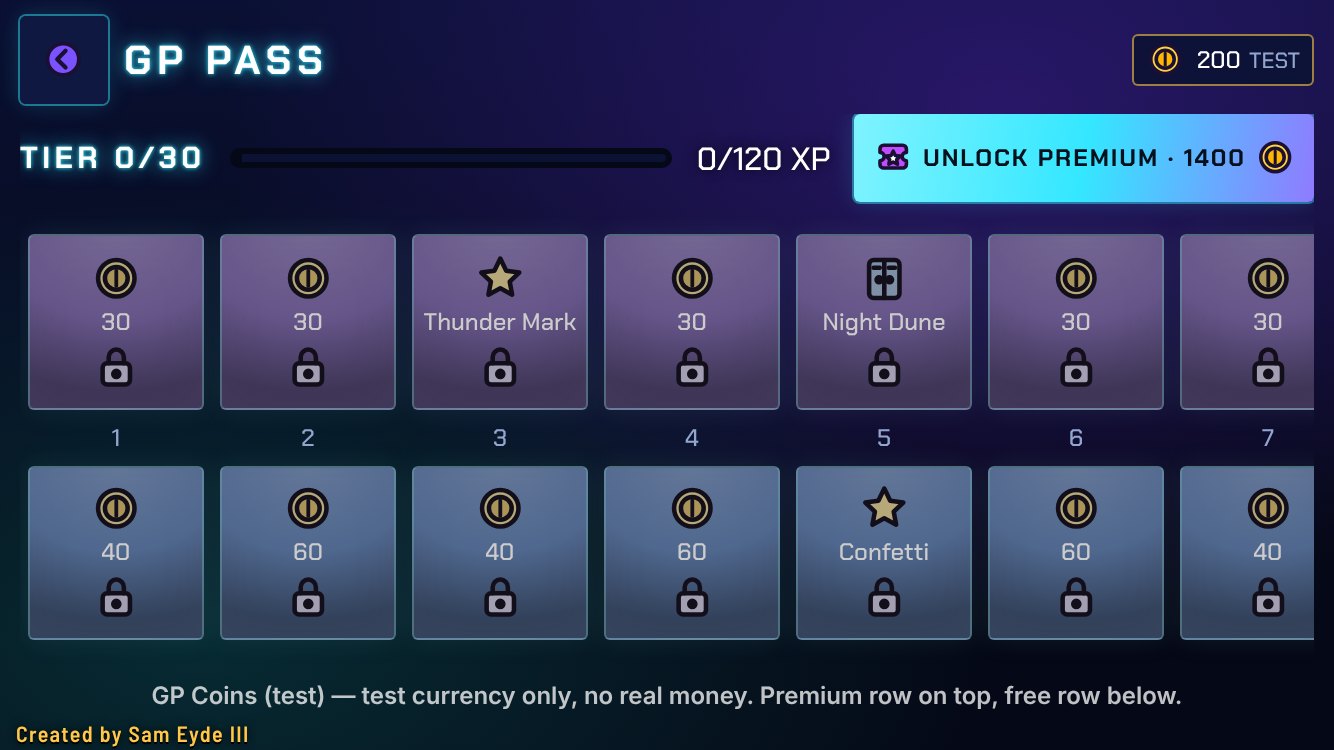 GP PASS
200 TEST
TIER 0/30
0/120 XP
UNLOCK PREMIUM · 1400
30
30
Thunder Mark
30
Night Dune
30
30
1
2
3
4
5
6
7
40
60
40
60
Confetti
60
40
GP Coins (test) — test currency only, no real money. Premium row on top, free row below.
Created by Sam Eyde III